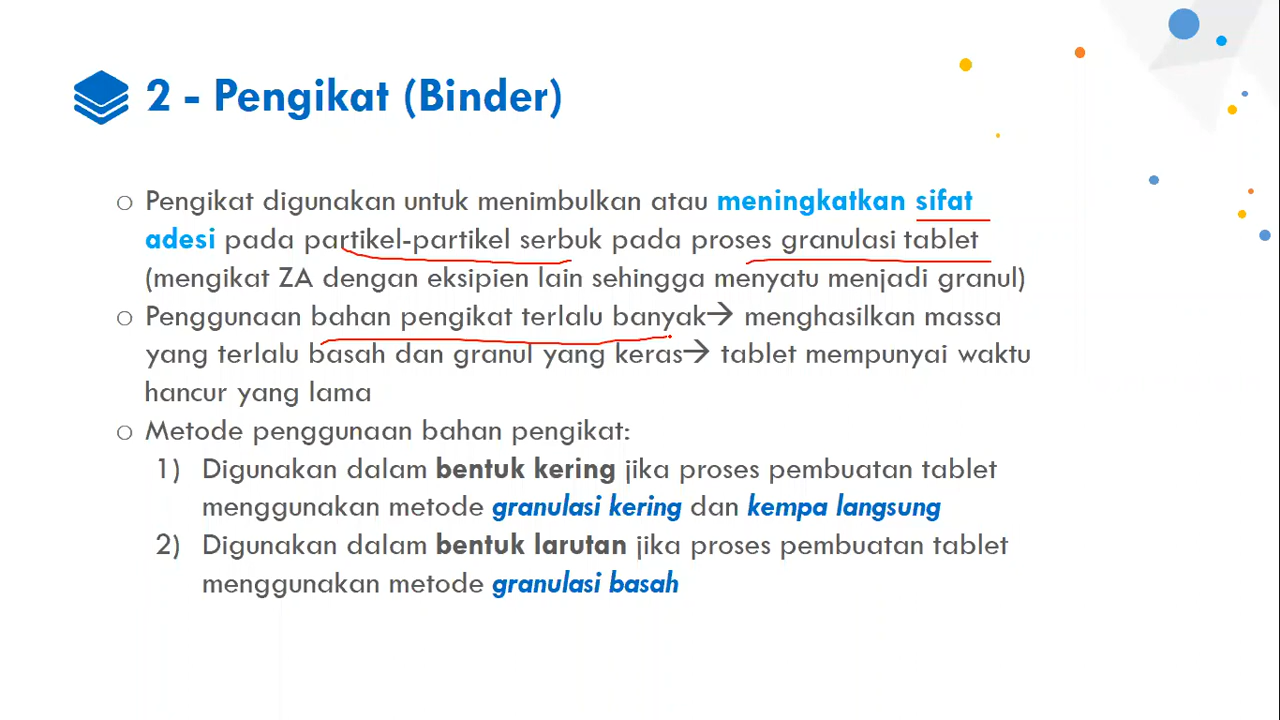 2 - Pengikat (Binder)
○ Pengikat digunakan untuk menimbulkan atau meningkatkan sifat
adesi pada partikel-partikel serbuk pada proses granulasi tablet
(mengikat ZA dengan eksipien lain sehingga menyatu menjadi granul)
○ Penggunaan bahan pengikat terlalu banyak→ menghasilkan massa
yang terlalu basah dan granul yang keras→ tablet mempunyai waktu
hancur yang lama
○ Metode penggunaan bahan pengikat:
1) Digunakan dalam bentuk kering jika proses pembuatan tablet
menggunakan metode granulasi kering dan kempa langsung
2) Digunakan dalam bentuk larutan jika proses pembuatan tablet
menggunakan metode granulasi basah